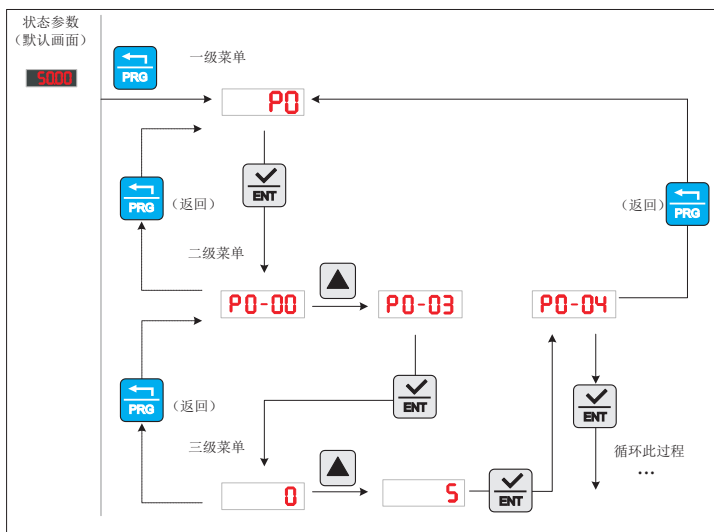 状态参数
(默认画面)
50.00
PRG
一级菜单
P0
ENT
PRG
(返回)
(返回)
PRG
二级菜单
P0-00
P0-03
P0-04
ENT
ENT
PRG
(返回)
三级菜单
0
5
ENT
循环此过程
...